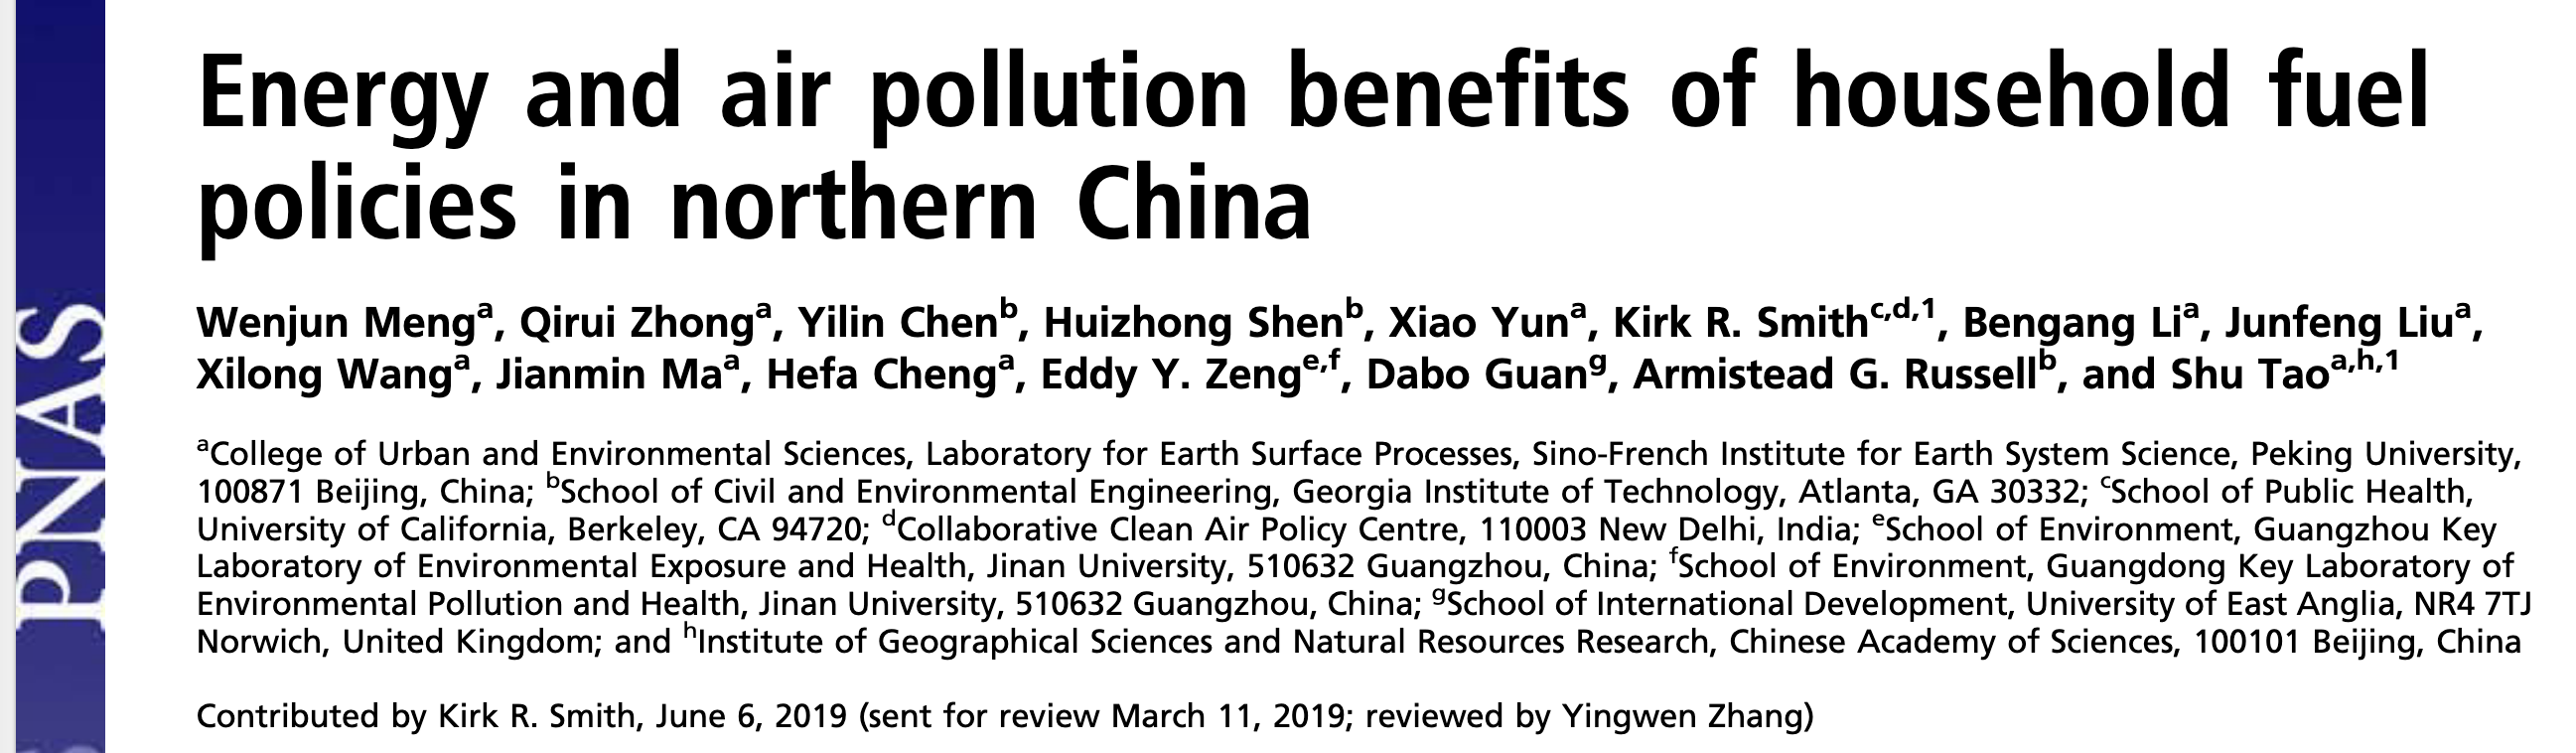 Energy and air pollution benefits of household fuel
policies in northern China
Wenjun Mengᵃ, Qirui Zhongᵃ, Yilin Chenᵇ, Huizhong Shenᵇ, Xiao Yunᵃ, Kirk R. Smithᶜ,ᵈ,¹, Bengang Liᵃ, Junfeng Liuᵃ,
Xilong Wangᵃ, Jianmin Maᵃ, Hefa Chengᵃ, Eddy Y. Zengᵉ,ᶠ, Dabo Guanᵍ, Armistead G. Russellᵇ, and Shu Taoᵃ,ʰ,¹
ᵃCollege of Urban and Environmental Sciences, Laboratory for Earth Surface Processes, Sino-French Institute for Earth System Science, Peking University,
100871 Beijing, China; ᵇSchool of Civil and Environmental Engineering, Georgia Institute of Technology, Atlanta, GA 30332; ᶜSchool of Public Health,
University of California, Berkeley, CA 94720; ᵈCollaborative Clean Air Policy Centre, 110003 New Delhi, India; ᵉSchool of Environment, Guangzhou Key
Laboratory of Environmental Exposure and Health, Jinan University, 510632 Guangzhou, China; ᶠSchool of Environment, Guangdong Key Laboratory of
Environmental Pollution and Health, Jinan University, 510632 Guangzhou, China; ᵍSchool of International Development, University of East Anglia, NR4 7TJ
Norwich, United Kingdom; and ʰInstitute of Geographical Sciences and Natural Resources Research, Chinese Academy of Sciences, 100101 Beijing, China
Contributed by Kirk R. Smith, June 6, 2019 (sent for review March 11, 2019; reviewed by Yingwen Zhang)
PNAS